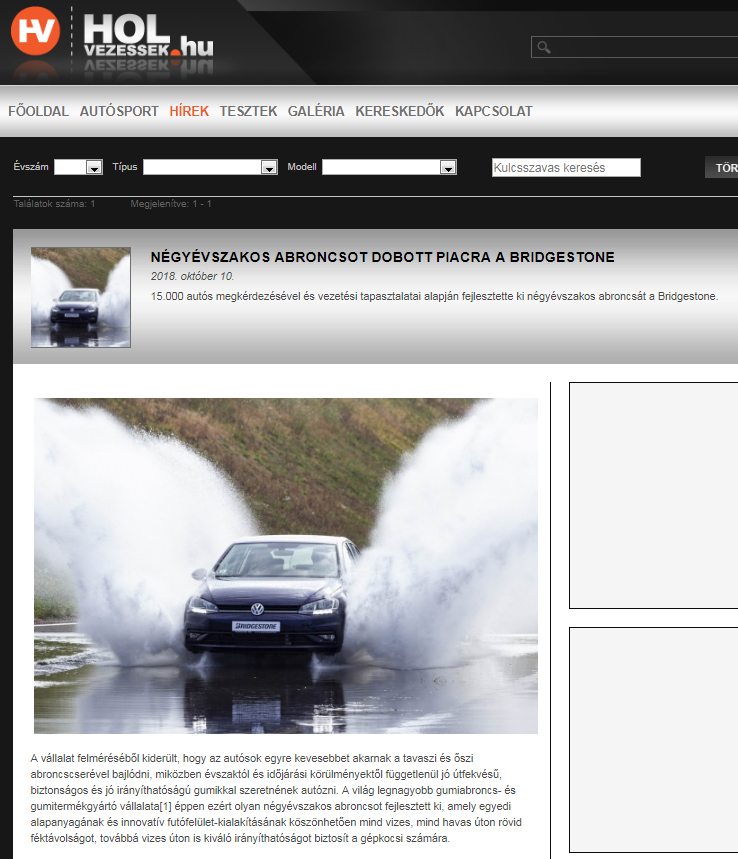 HV HOL
VEZESSEK.hu
FŐOLDAL AUTÓSPORT HÍREK TESZTEK GALÉRIA KERESKEDŐK KAPCSOLAT
Évszám Típus Modell Kulcsszavas keresés TÖR
Találatok száma: 1 Megjelenítve: 1 - 1
NÉGYÉVSZAKOS ABRONCSOT DOBOTT PIACRA A BRIDGESTONE
2018. október 10.
15.000 autós megkérdezésével és vezetési tapasztalatai alapján fejlesztette ki négyévszakos abroncsát a Bridgestone.
BRIDGESTONE
A vállalat felméréséből kiderült, hogy az autósok egyre kevesebbet akarnak a tavaszi és őszi
abroncscserével bajlódni, miközben évszaktól és időjárási körülményektől függetlenül jó útfekvésű,
biztonságos és jó irányíthatóságú gumikkal szeretnének autózni. A világ legnagyobb gumiabroncs- és
gumitermékgyártó vállalata[1] éppen ezért olyan négyévszakos abroncsot fejlesztett ki, amely egyedi
alapanyagának és innovatív futófelület-kialakításának köszönhetően mind vizes, mind havas úton rövid
féktávolságot, továbbá vizes úton is kiváló irányíthatóságot biztosít a gépkocsi számára.